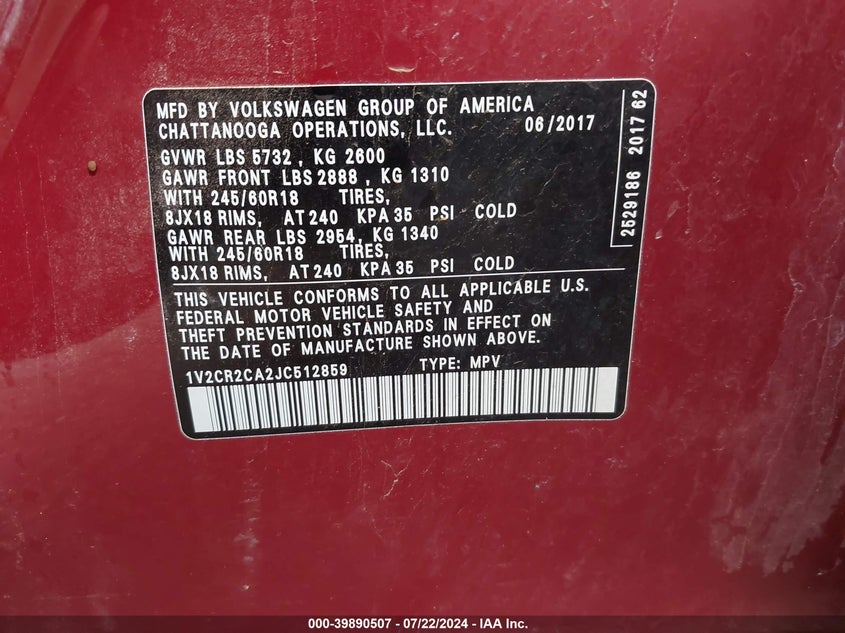 MFD BY VOLKSWAGEN GROUP OF AMERICA
CHATTANOOGA OPERATIONS, LLC. 06/2017
GVWR LBS 5732 , KG 2600
GAWR FRONT LBS 2888 , KG 1310
WITH 245/60R18 TIRES,
8JX18 RIMS, AT 240 KPA 35 PSI COLD
GAWR REAR LBS 2954, KG 1340
WITH 245/60R18 TIRES,
8JX18 RIMS, AT 240 KPA 35 PSI COLD
THIS VEHICLE CONFORMS TO ALL APPLICABLE U.S.
FEDERAL MOTOR VEHICLE SAFETY AND
THEFT PREVENTION STANDARDS IN EFFECT ON
THE DATE OF MANUFACTURE SHOWN ABOVE.
1V2CR2CA2JC512859 TYPE: MPV
2529186 2017 62
000-39890507 - 07/22/2024 - IAA Inc.